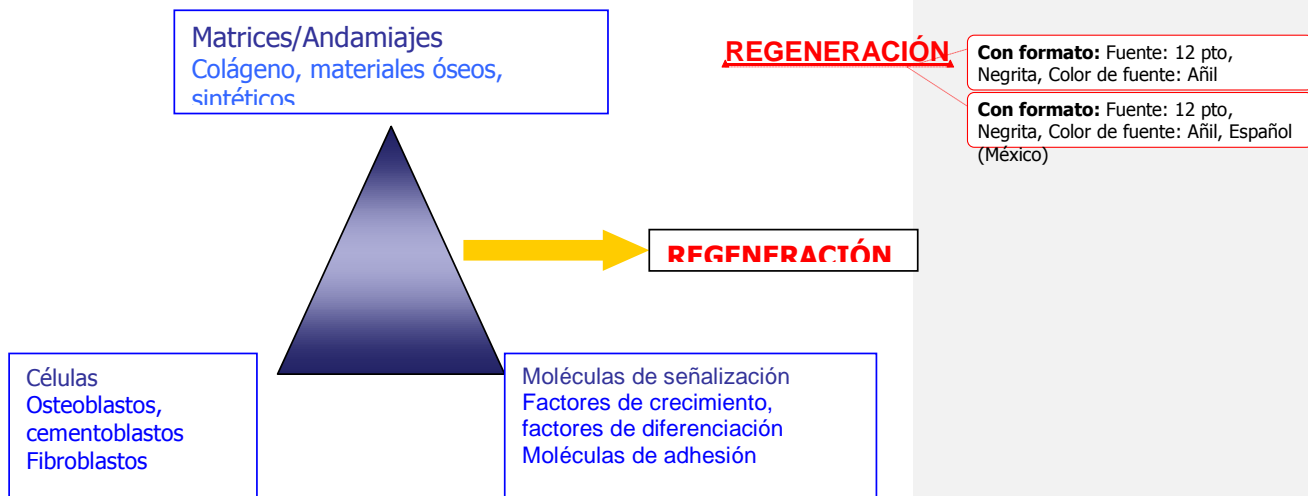 Matrices/Andamiajes
Colágeno, materiales óseos,
sintéticos
REGENERACIÓN
Con formato: Fuente: 12 pto,
Negrita, Color de fuente: Añil
Con formato: Fuente: 12 pto,
Negrita, Color de fuente: Añil, Español
(México)
REGENERACIÓN
Células
Osteoblastos,
cementoblastos
Fibroblastos
Moléculas de señalización
Factores de crecimiento,
factores de diferenciación
Moléculas de adhesión